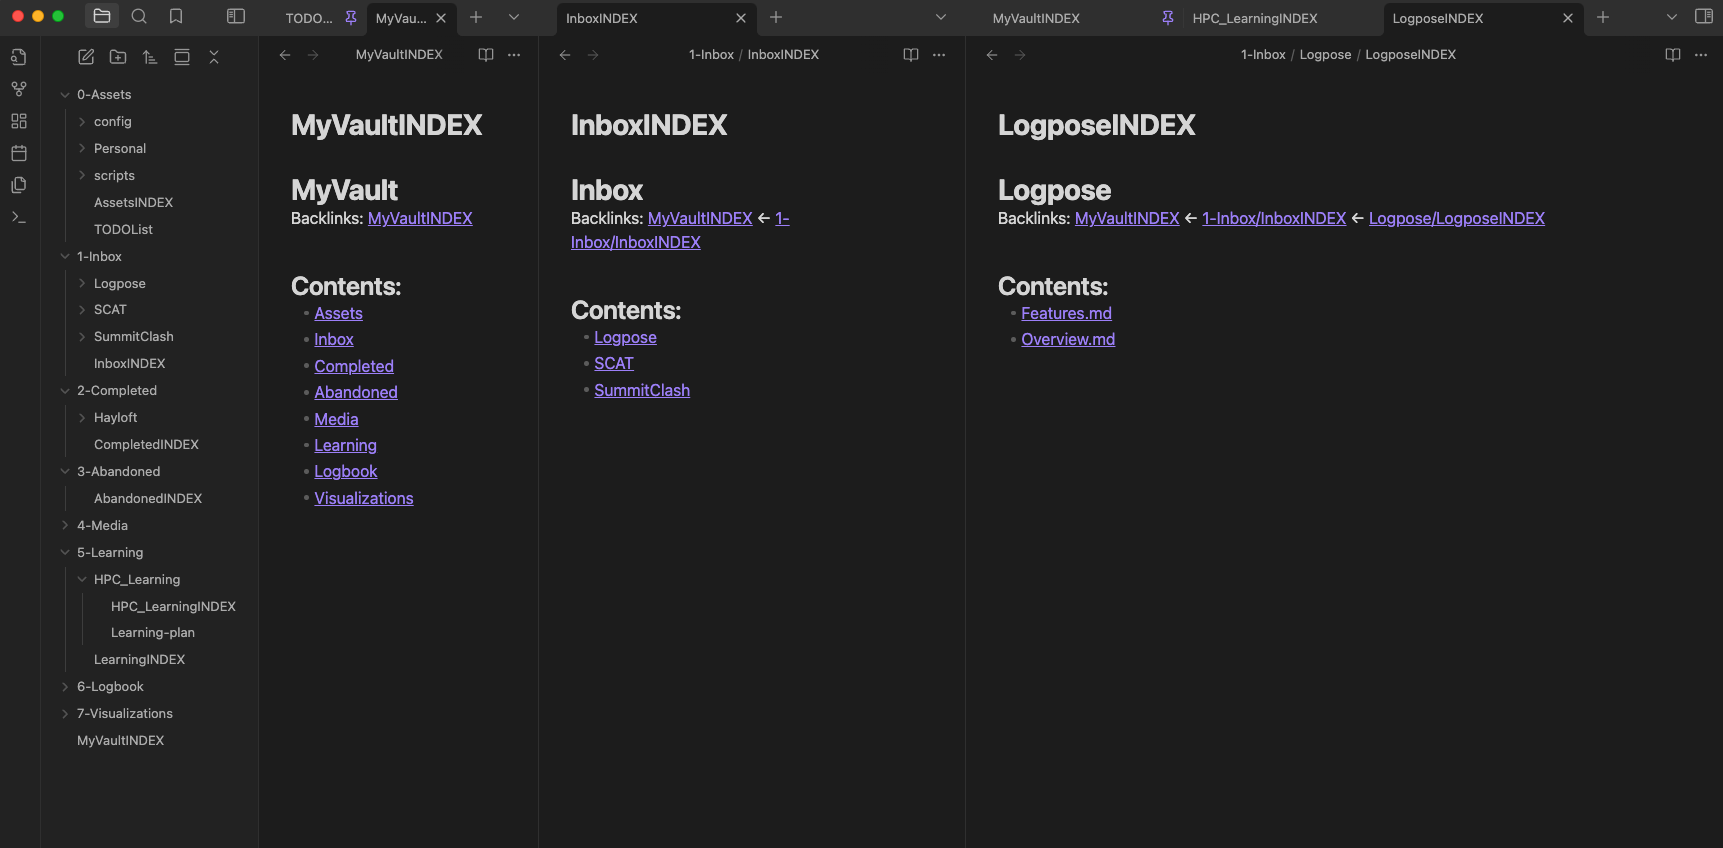 TODO...
MyVau...
InboxINDEX
MyVaultINDEX
HPC_LearningINDEX
LogposeINDEX
0-Assets
config
Personal
scripts
AssetsINDEX
TODOList
1-Inbox
Logpose
SCAT
SummitClash
InboxINDEX
2-Completed
Hayloft
CompletedINDEX
3-Abandoned
AbandonedINDEX
4-Media
5-Learning
HPC_Learning
HPC_LearningINDEX
Learning-plan
LearningINDEX
6-Logbook
7-Visualizations
MyVaultINDEX
MyVaultINDEX
MyVaultINDEX
MyVault
Backlinks: MyVaultINDEX
Contents:
• Assets
• Inbox
• Completed
• Abandoned
• Media
• Learning
• Logbook
• Visualizations
1-Inbox / InboxINDEX
InboxINDEX
Inbox
Backlinks: MyVaultINDEX ← 1-
Inbox/InboxINDEX
Contents:
• Logpose
• SCAT
• SummitClash
1-Inbox / Logpose / LogposeINDEX
LogposeINDEX
Logpose
Backlinks: MyVaultINDEX ← 1-Inbox/InboxINDEX ← Logpose/LogposeINDEX
Contents:
• Features.md
• Overview.md